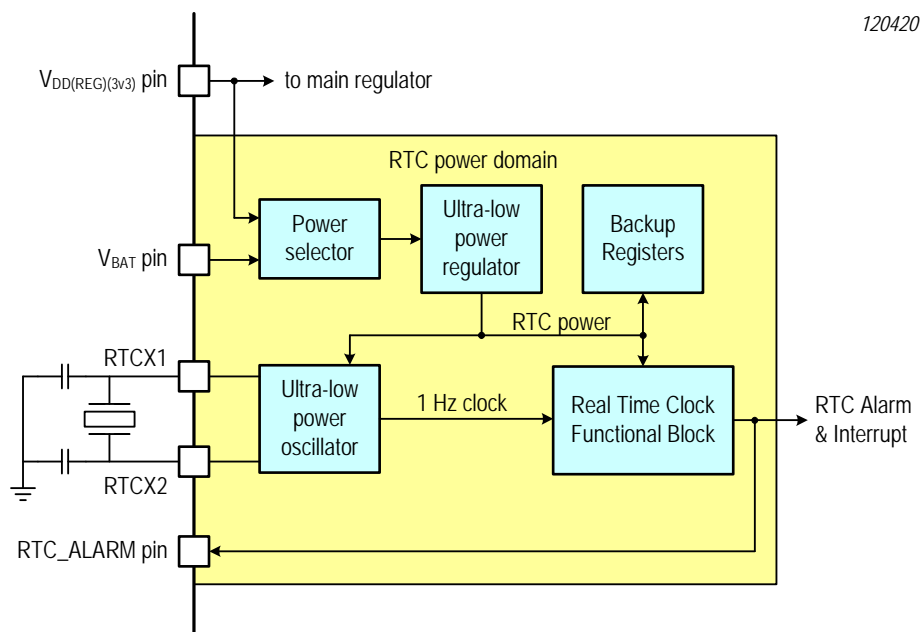 120420
V_DD(REG)(3v3) pin
to main regulator
RTC power domain
Power
selector
Ultra-low
power
regulator
Backup
Registers
V_BAT pin
RTC power
RTCX1
Ultra-low
power
oscillator
1 Hz clock
Real Time Clock
Functional Block
RTC Alarm
& Interrupt
RTCX2
RTC_ALARM pin